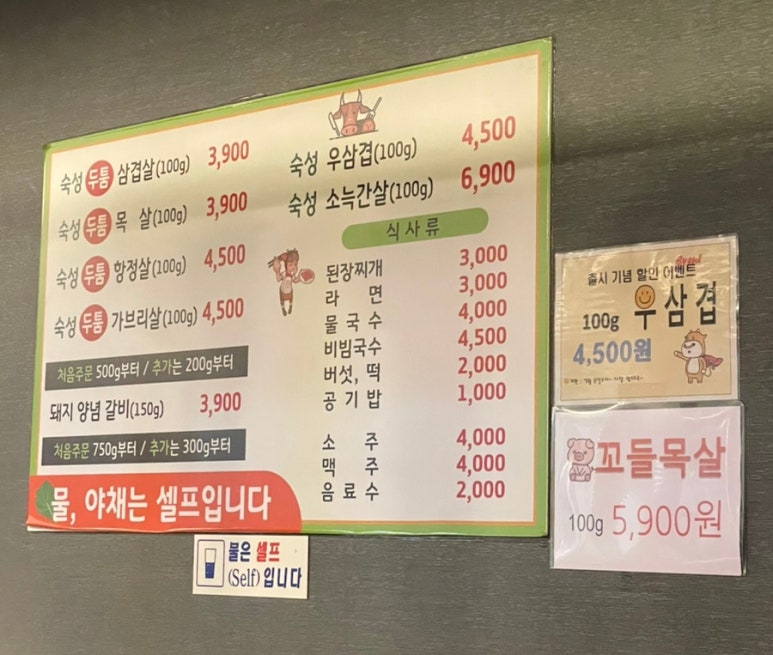 숙성 두툼 삼겹살(100g) 3,900
숙성 두툼 목 살(100g) 3,900
숙성 두툼 항정살(100g) 4,500
숙성 두툼 가브리살(100g) 4,500
처음주문 500g부터 / 추가는 200g부터
돼지 양념 갈비(150g) 3,900
처음주문 750g부터 / 추가는 300g부터
물, 야채는 셀프입니다
숙성 우삼겹(100g) 4,500
숙성 소늑간살(100g) 6,900
식사류
된장찌개 3,000
라 면 3,000
물국수 4,000
비빔국수 4,500
버섯, 떡 2,000
공기밥 1,000
소 주 4,000
맥 주 4,000
음료수 2,000
물은 셀프
(Self) 입니다
출시 기념 할인 이벤트
100g 우삼겹
4,500원
꼬들목살
100g 5,900원